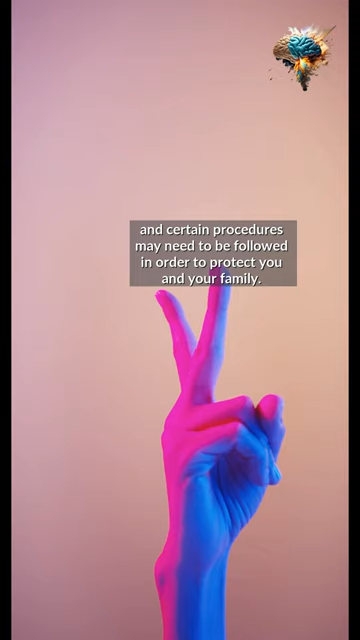 and certain procedures
may need to be followed
in order to protect you
and your family.